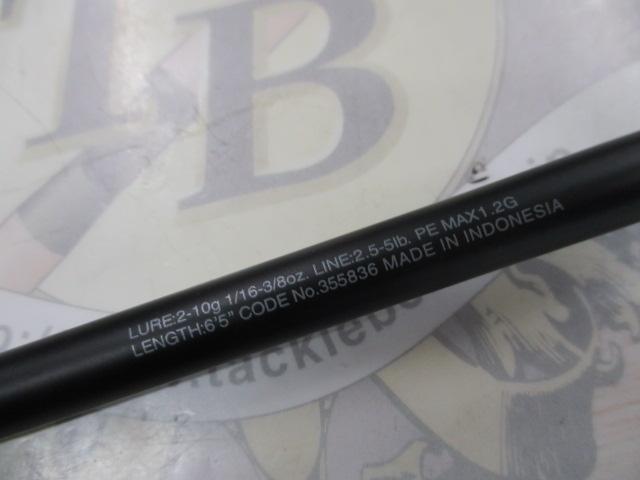 TB
LURE:2-10g 1/16-3/8oz. LINE:2.5-5lb. PE MAX1.2G
LENGTH:6'5" CODE No.355836 MADE IN INDONESIA